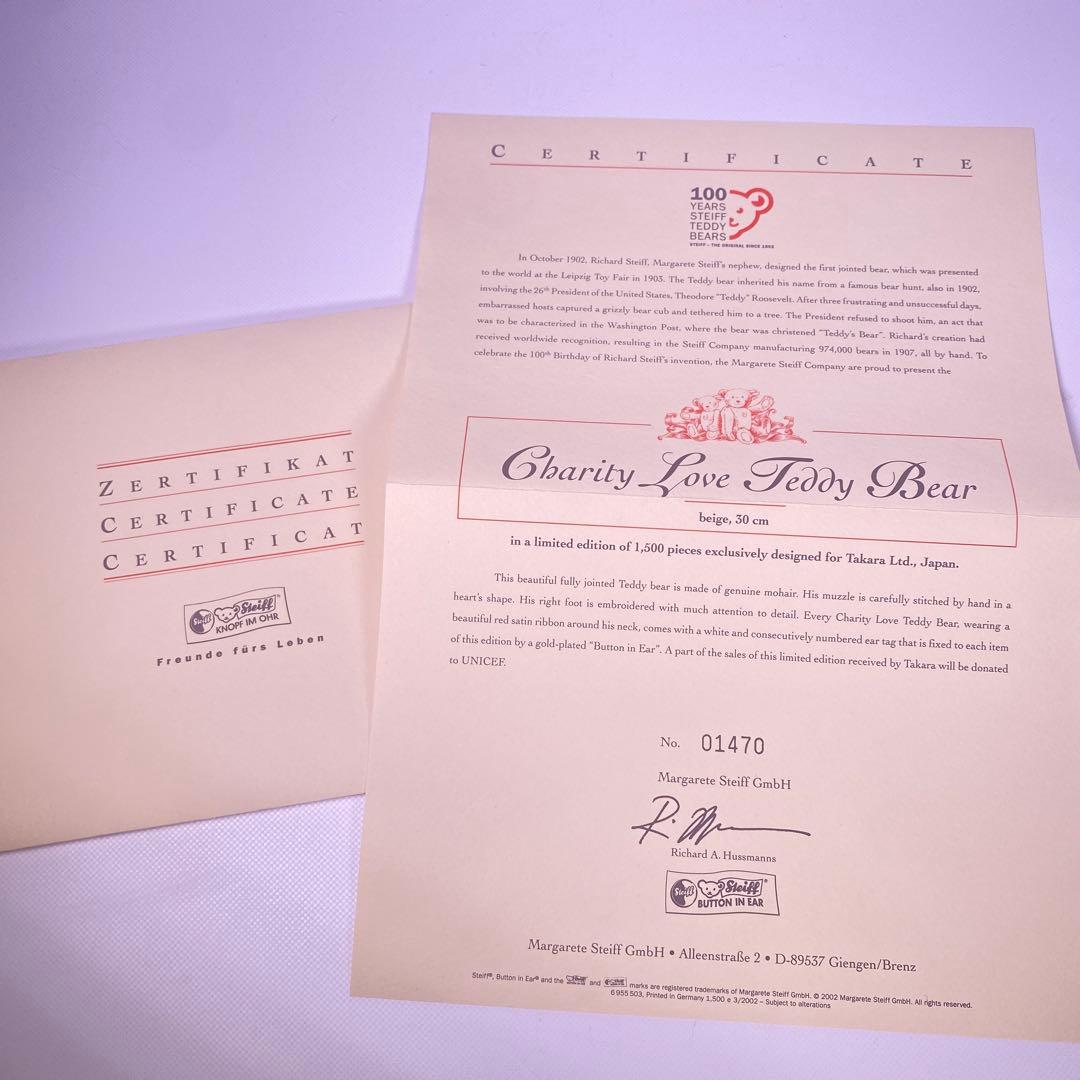 ZERTIFIKAT
CERTIFICATE
CERTIFICAT
Steiff Steiff®
KNOPF IM OHR
Freunde fürs Leben
CERTIFICATE
100
YEARS
STEIFF
TEDDY
BEARS
STEIFF – THE ORIGINAL SINCE 1902
In October 1902, Richard Steiff, Margarete Steiff's nephew, designed the first jointed bear, which was presented
to the world at the Leipzig Toy Fair in 1903. The Teddy bear inherited his name from a famous bear hunt, also in 1902,
involving the 26th President of the United States, Theodore "Teddy" Roosevelt. After three frustrating and unsuccessful days,
embarrassed hosts captured a grizzly bear cub and tethered him to a tree. The President refused to shoot him, an act that
was to be characterized in the Washington Post, where the bear was christened "Teddy's Bear". Richard's creation had
received worldwide recognition, resulting in the Steiff Company manufacturing 974,000 bears in 1907, all by hand. To
celebrate the 100th Birthday of Richard Steiff's invention, the Margarete Steiff Company are proud to present the
Charity Love Teddy Bear
beige, 30 cm
in a limited edition of 1,500 pieces exclusively designed for Takara Ltd., Japan.
This beautiful fully jointed Teddy bear is made of genuine mohair. His muzzle is carefully stitched by hand in a
heart's shape. His right foot is embroidered with much attention to detail. Every Charity Love Teddy Bear, wearing a
beautiful red satin ribbon around his neck, comes with a white and consecutively numbered ear tag that is fixed to each item
of this edition by a gold-plated "Button in Ear". A part of the sales of this limited edition received by Takara will be donated
to UNICEF.
No. 01470
Margarete Steiff GmbH
Richard A. Hussmanns
Steiff Steiff®
BUTTON IN EAR
Margarete Steiff GmbH • Alleenstraße 2 • D-89537 Giengen/Brenz
Steiff®, Button in Ear® and the and marks are registered trademarks of Margarete Steiff GmbH. © 2002 Margarete Steiff GmbH. All rights reserved.
6 955 503, Printed in Germany 1,500 e 3/2002 – Subject to alterations